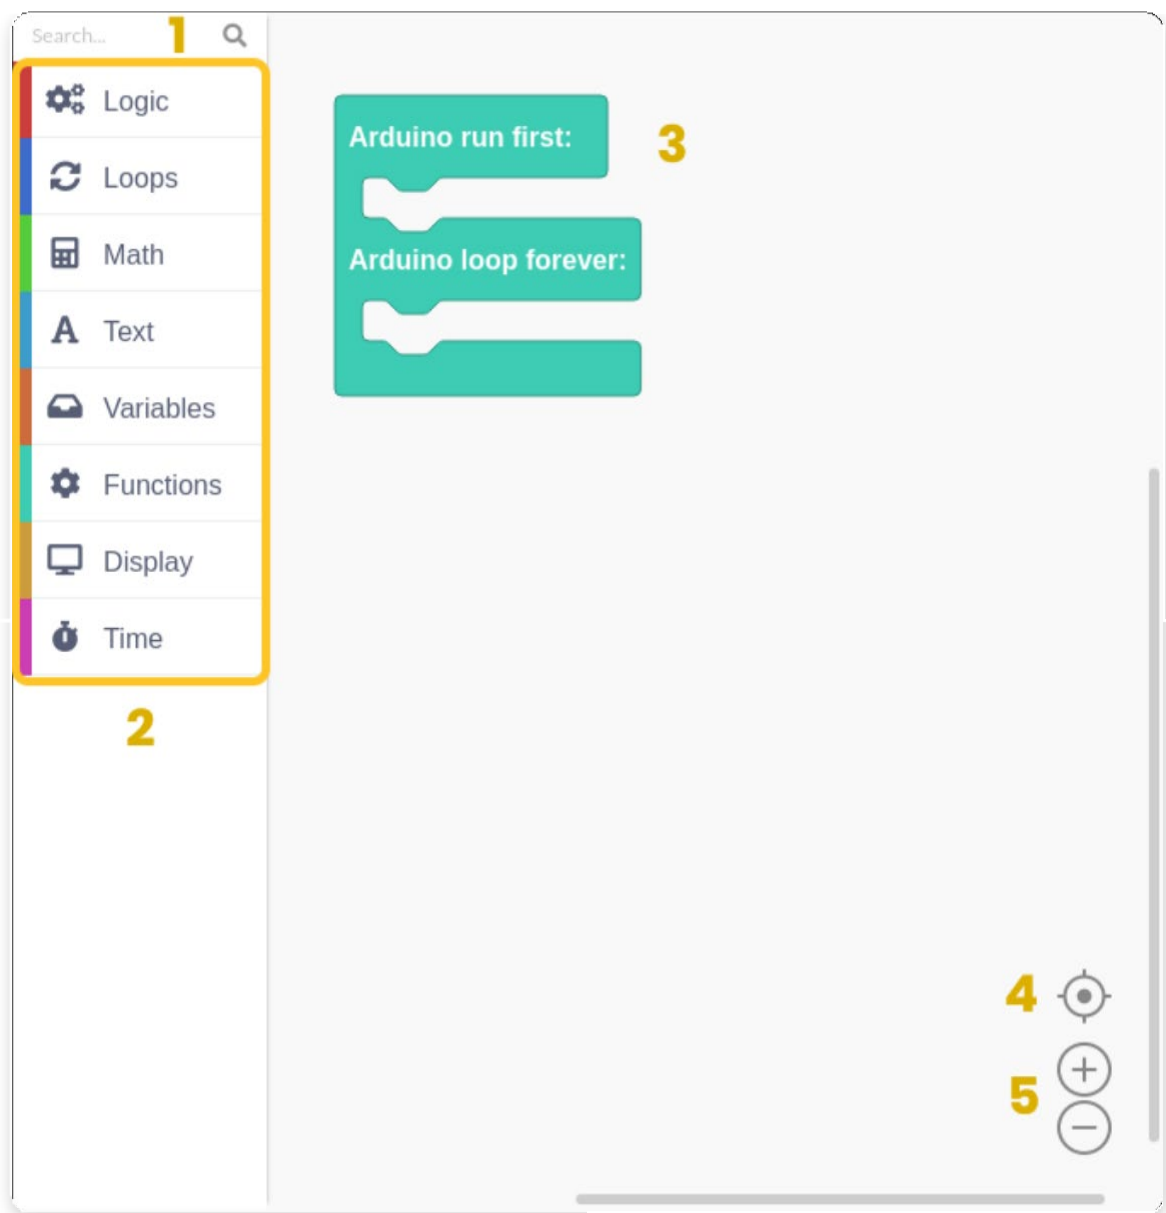 Search... 1
Logic
Loops
Math
A Text
Variables
Functions
Display
Time
2
Arduino run first:
3
Arduino loop forever:
4
5